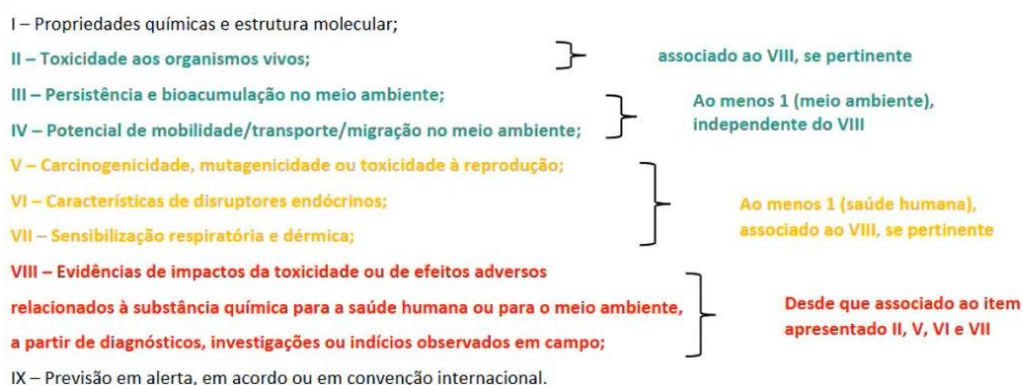 I – Propriedades químicas e estrutura molecular;
II – Toxicidade aos organismos vivos;
associado ao VIII, se pertinente
III – Persistência e bioacumulação no meio ambiente;
IV – Potencial de mobilidade/transporte/migração no meio ambiente;
Ao menos 1 (meio ambiente),
independente do VIII
V – Carcinogenicidade, mutagenicidade ou toxicidade à reprodução;
VI – Características de disruptores endócrinos;
VII – Sensibilização respiratória e dérmica;
Ao menos 1 (saúde humana),
associado ao VIII, se pertinente
VIII – Evidências de impactos da toxicidade ou de efeitos adversos
relacionados à substância química para a saúde humana ou para o meio ambiente,
a partir de diagnósticos, investigações ou indícios observados em campo;
Desde que associado ao item
apresentado II, V, VI e VII
IX – Previsão em alerta, em acordo ou em convenção internacional.